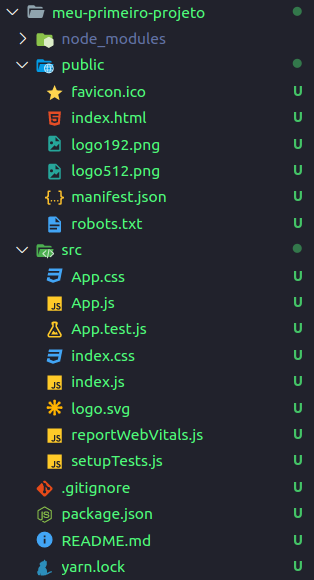 meu-primeiro-projeto
node_modules
public
favicon.ico U
index.html U
logo192.png U
logo512.png U
manifest.json U
robots.txt U
src
App.css U
App.js U
App.test.js U
index.css U
index.js U
logo.svg U
reportWebVitals.js U
setupTests.js U
.gitignore U
package.json U
README.md U
yarn.lock U